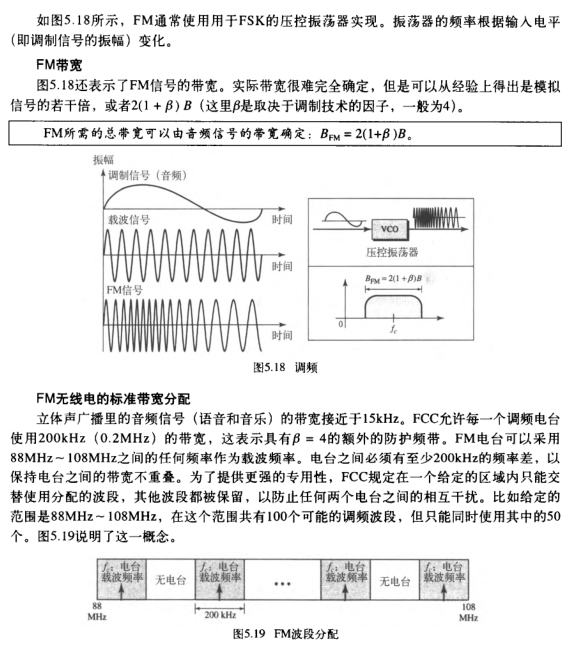 如图5.18所示，FM通常使用用于FSK的压控振荡器实现。振荡器的频率根据输入电平
（即调制信号的振幅）变化。
FM带宽
图5.18还表示了FM信号的带宽。实际带宽很难完全确定，但是可以从经验上得出是模拟
信号的若干倍，或者2(1 + β) B（这里β是取决于调制技术的因子，一般为4）。
FM所需的总带宽可以由音频信号的带宽确定：BFM = 2(1+β)B。
振幅
调制信号（音频）
时间
载波信号
时间
FM信号
时间
VCO
压控振荡器
BFM = 2(1 + β)B
0
fc
图5.18 调频
FM无线电的标准带宽分配
立体声广播里的音频信号（语音和音乐）的带宽接近于15kHz。FCC允许每一个调频电台
使用200kHz（0.2MHz）的带宽，这表示具有β = 4的额外的防护频带。FM电台可以采用
88MHz～108MHz之间的任何频率作为载波频率。电台之间必须有至少200kHz的频率差，以
保持电台之间的带宽不重叠。为了提供更强的专用性，FCC规定在一个给定的区域内只能交
替使用分配的波段，其他波段都被保留，以防止任何两个电台之间的相互干扰。比如给定的
范围是88MHz～108MHz，在这个范围共有100个可能的调频波段，但只能同时使用其中的50
个。图5.19说明了这一概念。
fc：电台
载波频率
无电台
fc：电台
载波频率
•••
fc：电台
载波频率
无电台
fc：电台
载波频率
88
MHz
200 kHz
108
MHz
图5.19 FM波段分配